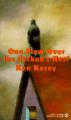 One Flew Over
the Cuckoo's Nest
Ken Kesey